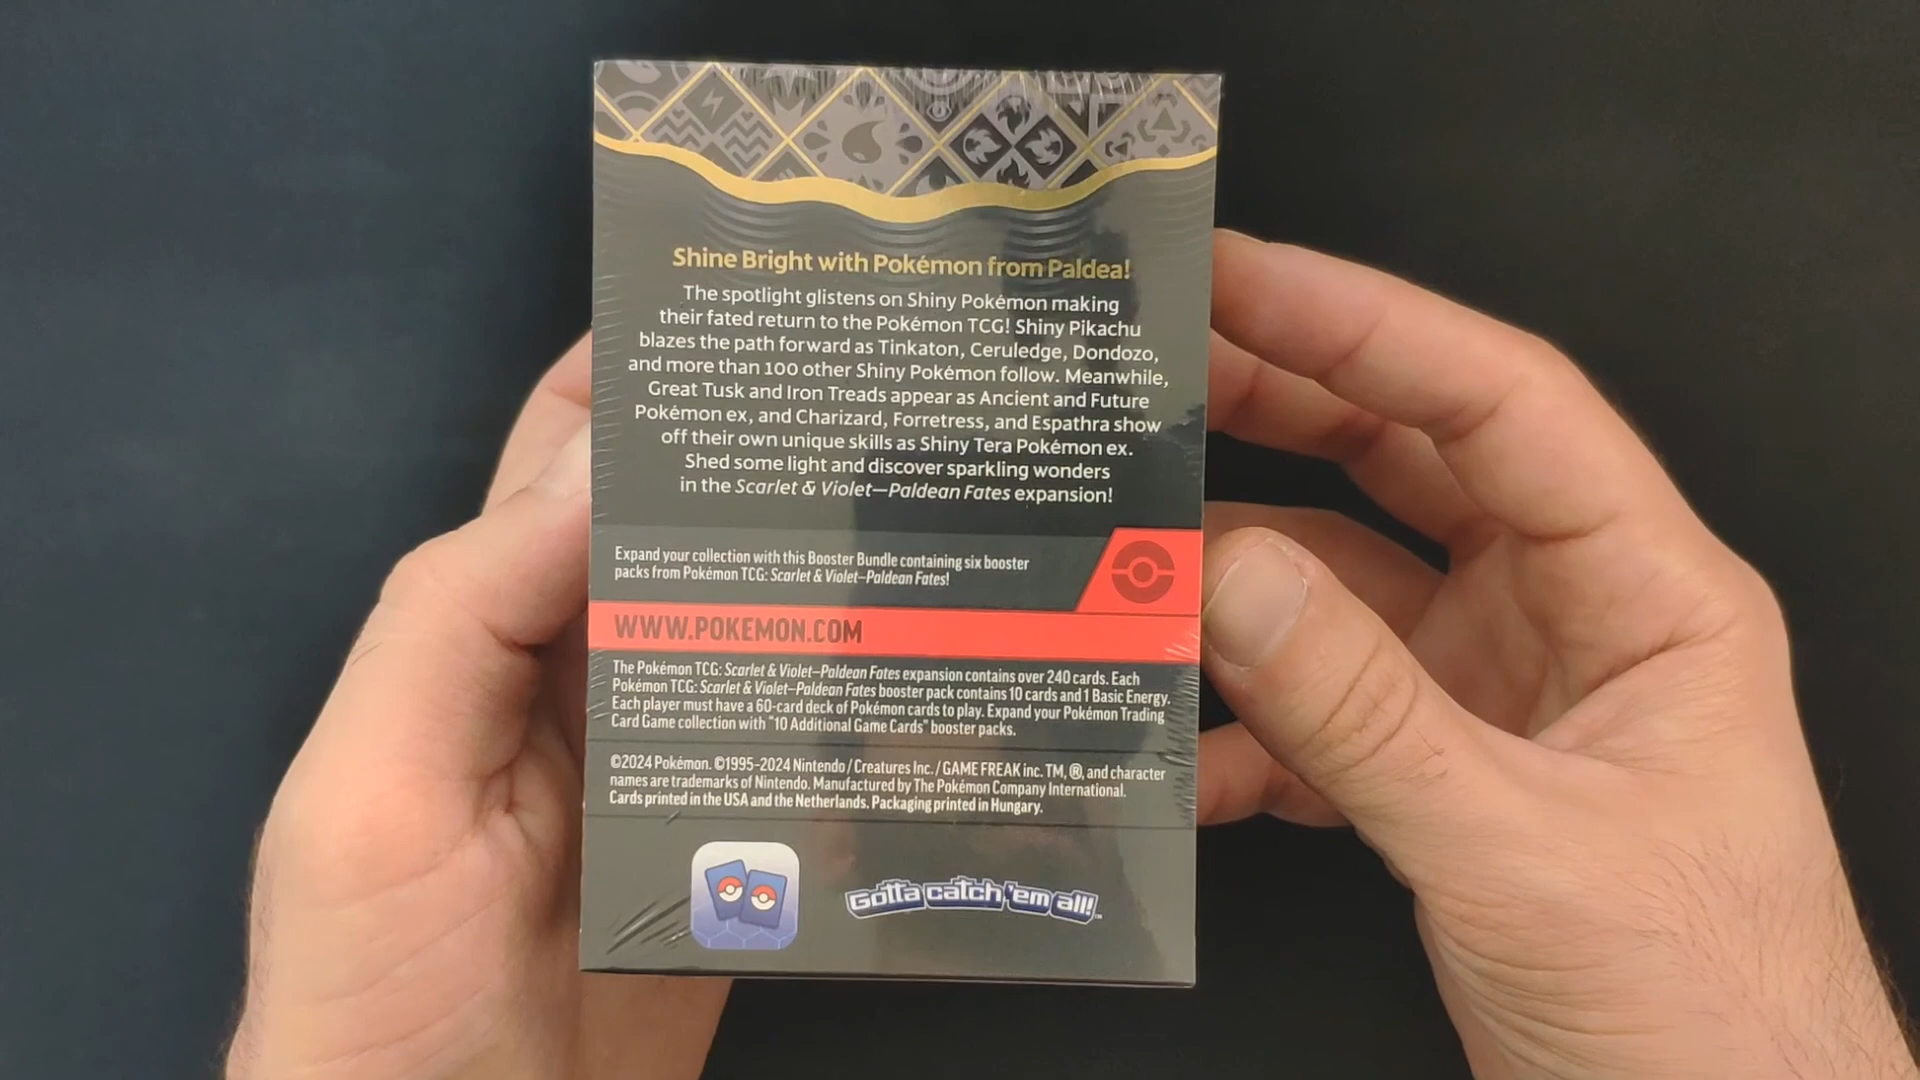 Shine Bright with Pokémon from Paldea!
The spotlight glistens on Shiny Pokémon making
their fated return to the Pokémon TCG! Shiny Pikachu
blazes the path forward as Tinkaton, Ceruledge, Dondozo,
and more than 100 other Shiny Pokémon follow. Meanwhile,
Great Tusk and Iron Treads appear as Ancient and Future
Pokémon ex, and Charizard, Forretress, and Espathra show
off their own unique skills as Shiny Tera Pokémon ex.
Shed some light and discover sparkling wonders
in the Scarlet & Violet—Paldean Fates expansion!
Expand your collection with this Booster Bundle containing six booster
packs from Pokémon TCG: Scarlet & Violet—Paldean Fates!
WWW.POKEMON.COM
The Pokémon TCG: Scarlet & Violet—Paldean Fates expansion contains over 240 cards. Each
Pokémon TCG: Scarlet & Violet—Paldean Fates booster pack contains 10 cards and 1 Basic Energy.
Each player must have a 60-card deck of Pokémon cards to play. Expand your Pokémon Trading
Card Game collection with "10 Additional Game Cards" booster packs.
©2024 Pokémon. ©1995–2024 Nintendo / Creatures Inc. / GAME FREAK inc. TM, ®, and character
names are trademarks of Nintendo. Manufactured by The Pokémon Company International.
Cards printed in the USA and the Netherlands. Packaging printed in Hungary.
Gotta catch 'em all!™